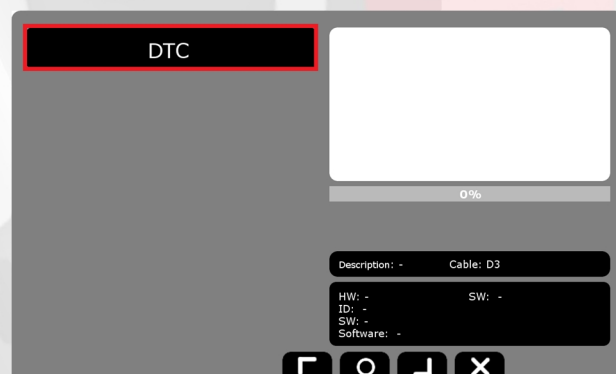 DTC
0%
Description: - Cable: D3
HW: - SW: -
ID: -
SW: -
Software: -